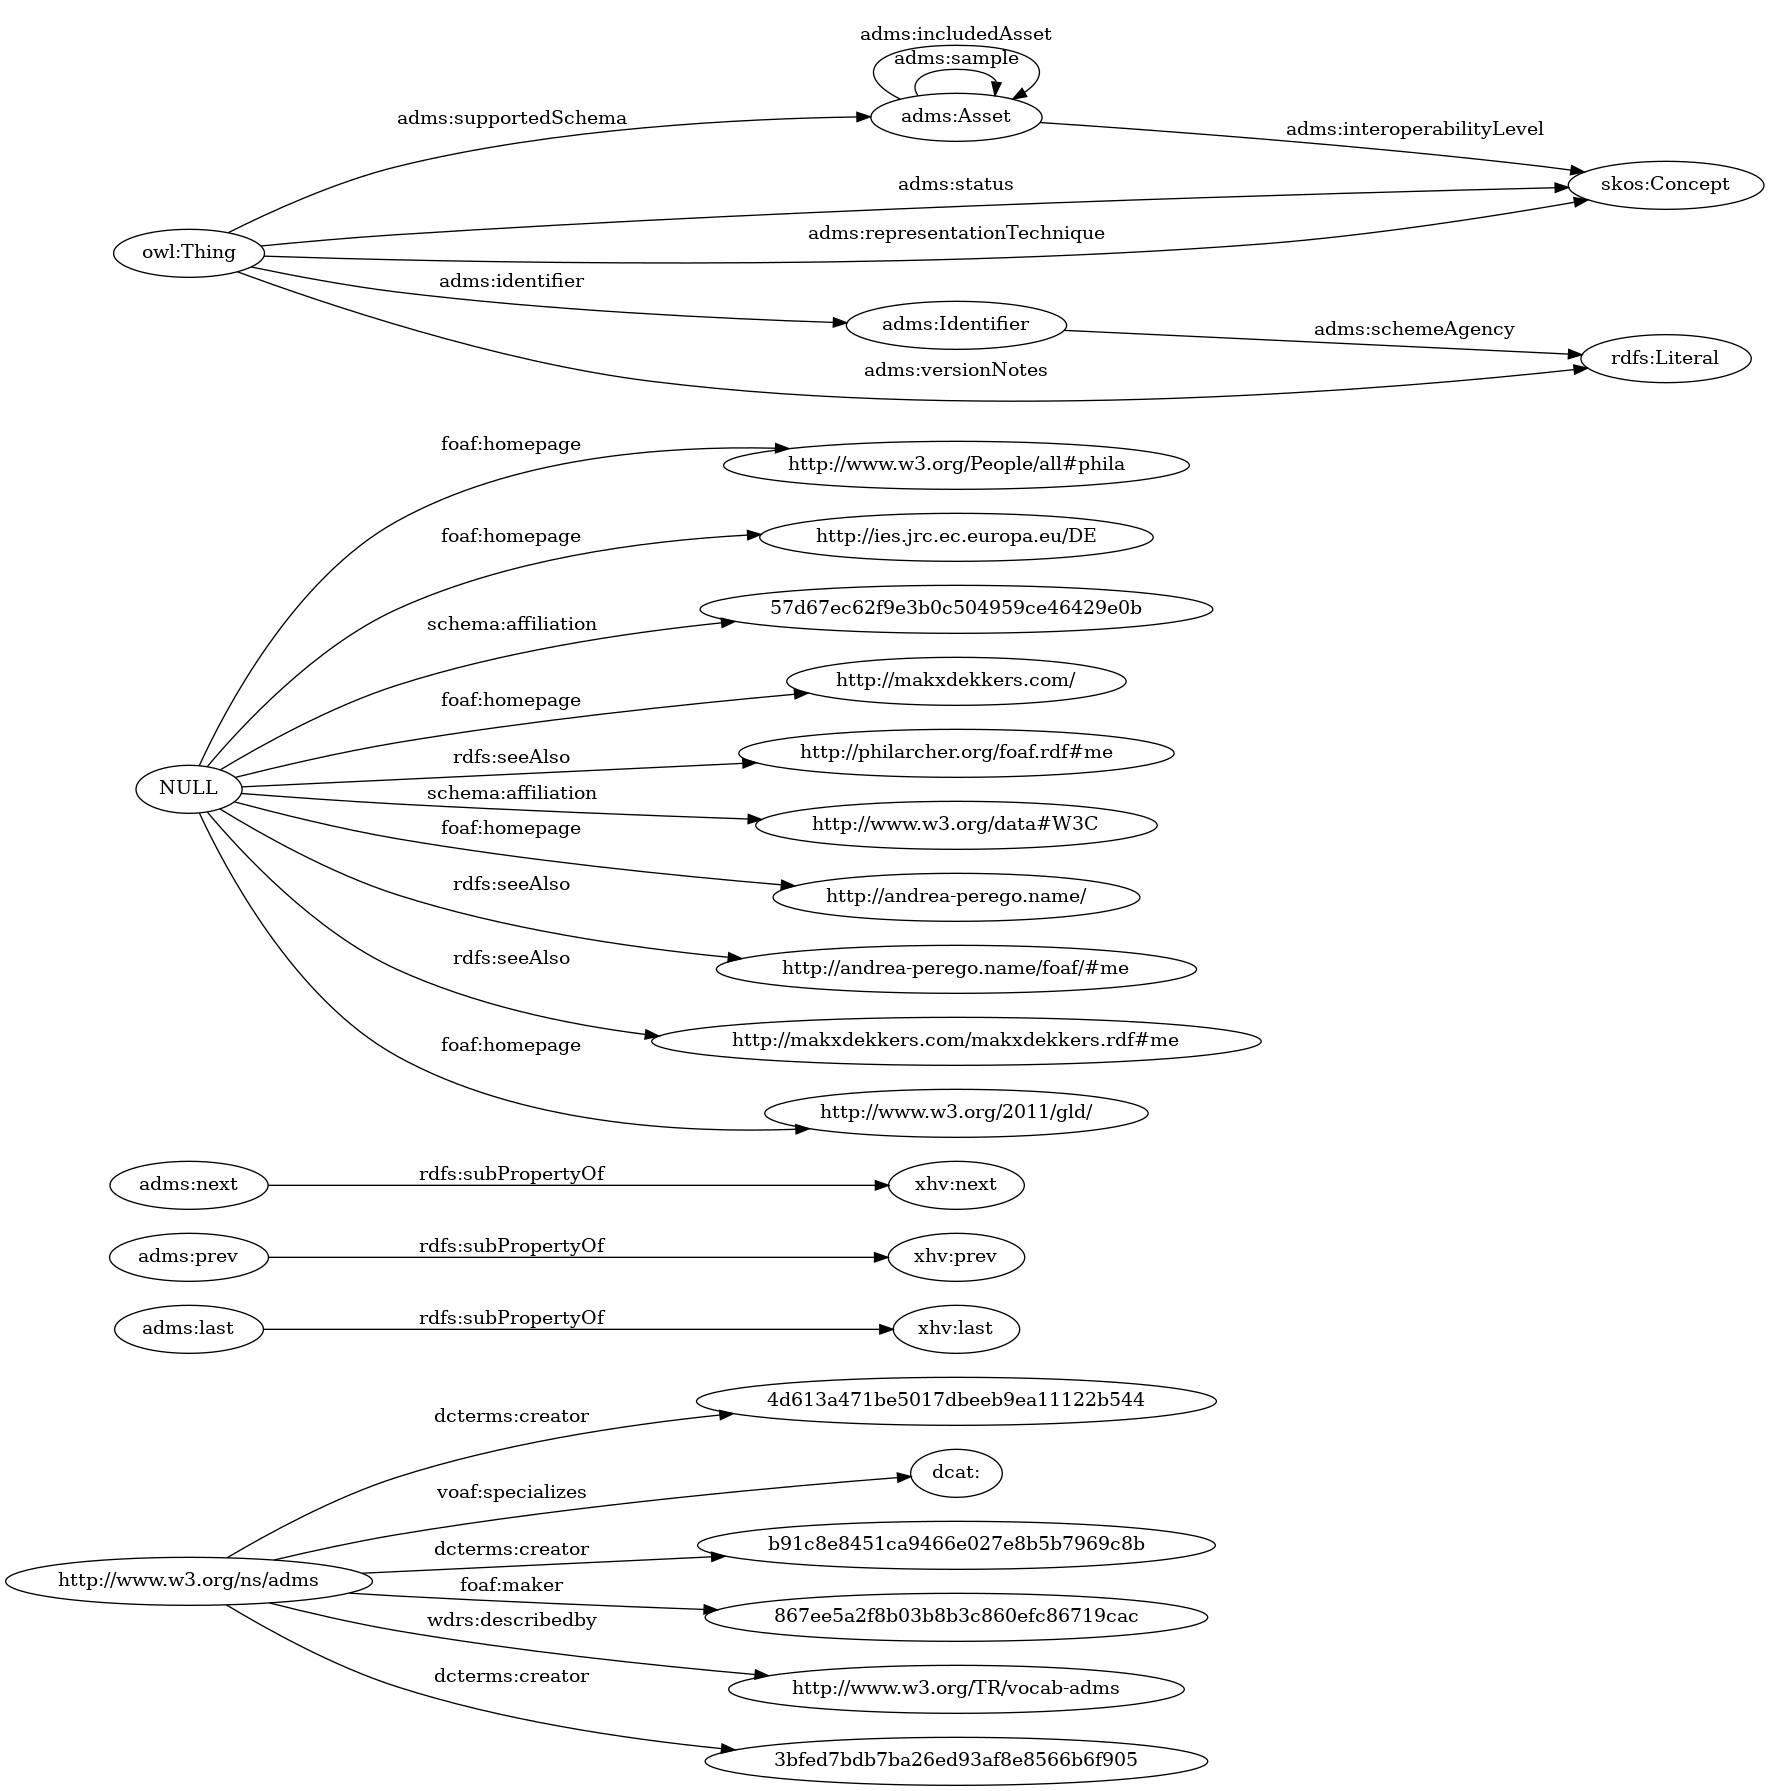 adms:includedAsset
adms:sample
adms:supportedSchema
adms:Asset
adms:interoperabilityLevel
adms:status
skos:Concept
adms:representationTechnique
owl:Thing
adms:identifier
adms:Identifier
adms:schemeAgency
rdfs:Literal
adms:versionNotes
foaf:homepage
http://www.w3.org/People/all#phila
foaf:homepage
http://ies.jrc.ec.europa.eu/DE
schema:affiliation
57d67ec62f9e3b0c504959ce46429e0b
foaf:homepage
http://makxdekkers.com/
rdfs:seeAlso
http://philarcher.org/foaf.rdf#me
NULL
schema:affiliation
http://www.w3.org/data#W3C
foaf:homepage
http://andrea-perego.name/
rdfs:seeAlso
http://andrea-perego.name/foaf/#me
rdfs:seeAlso
http://makxdekkers.com/makxdekkers.rdf#me
foaf:homepage
http://www.w3.org/2011/gld/
adms:next
rdfs:subPropertyOf
xhv:next
adms:prev
rdfs:subPropertyOf
xhv:prev
adms:last
rdfs:subPropertyOf
xhv:last
dcterms:creator
4d613a471be5017dbeeb9ea11122b544
voaf:specializes
dcat:
dcterms:creator
b91c8e8451ca9466e027e8b5b7969c8b
http://www.w3.org/ns/adms
foaf:maker
867ee5a2f8b03b8b3c860efc86719cac
wdrs:describedby
http://www.w3.org/TR/vocab-adms
dcterms:creator
3bfed7bdb7ba26ed93af8e8566b6f905